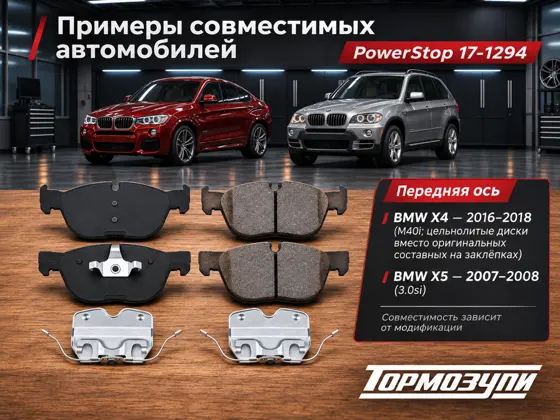 Примеры совместимых
автомобилей
PowerStop 17-1294
Передняя ось
BMW X4 – 2016–2018
(M40i; цельнолитые диски
вместо оригинальных
составных на заклёпках)
BMW X5 – 2007–2008
(3.0si)
Совместимость зависит
от модификации
ТОРМОЗУПИ